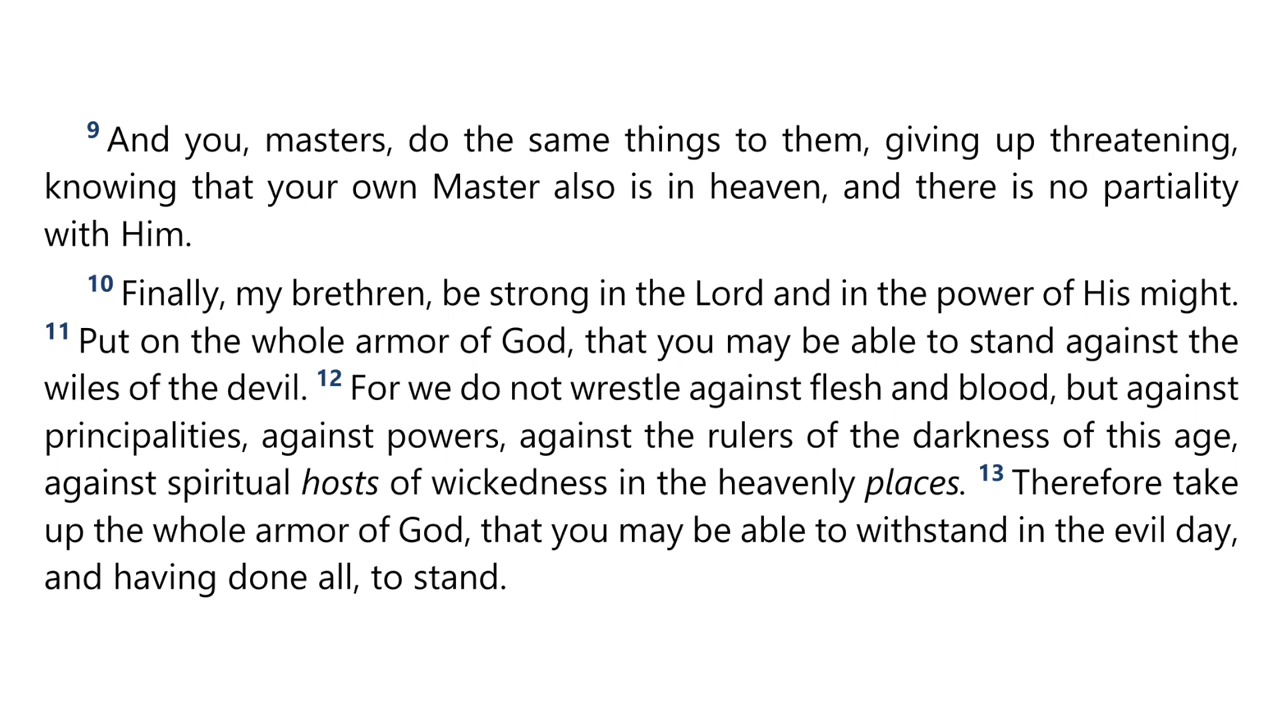 9 And you, masters, do the same things to them, giving up threatening,
knowing that your own Master also is in heaven, and there is no partiality
with Him.
10 Finally, my brethren, be strong in the Lord and in the power of His might.
11 Put on the whole armor of God, that you may be able to stand against the
wiles of the devil. 12 For we do not wrestle against flesh and blood, but against
principalities, against powers, against the rulers of the darkness of this age,
against spiritual hosts of wickedness in the heavenly places. 13 Therefore take
up the whole armor of God, that you may be able to withstand in the evil day,
and having done all, to stand.